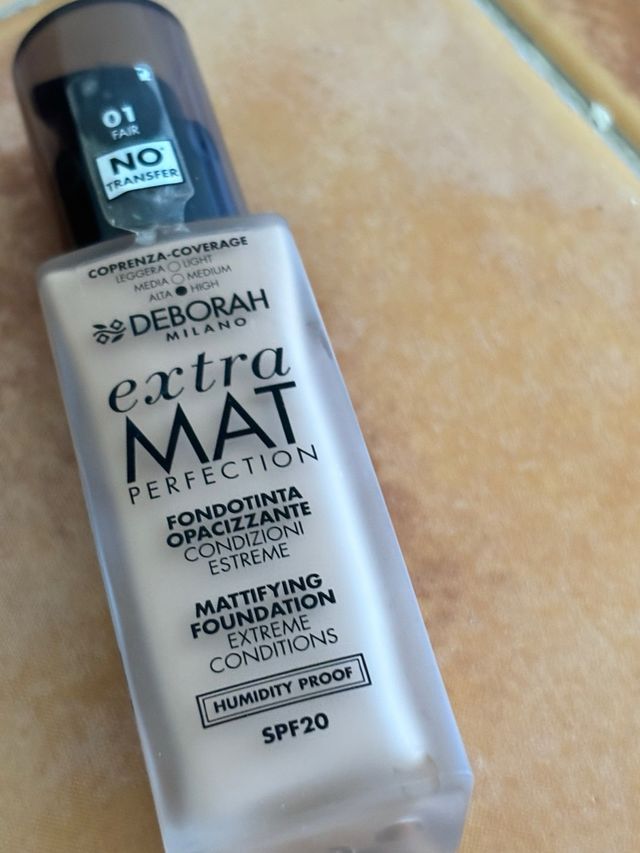 01
FAIR
NO
TRANSFER
COPRENZA-COVERAGE
LEGGERA LIGHT
MEDIA MEDIUM
ALTA HIGH
DEBORAH
MILANO
extra
MAT
PERFECTION
FONDOTINTA
OPACIZZANTE
CONDIZIONI
ESTREME
MATTIFYING
FOUNDATION
EXTREME
CONDITIONS
HUMIDITY PROOF
SPF20